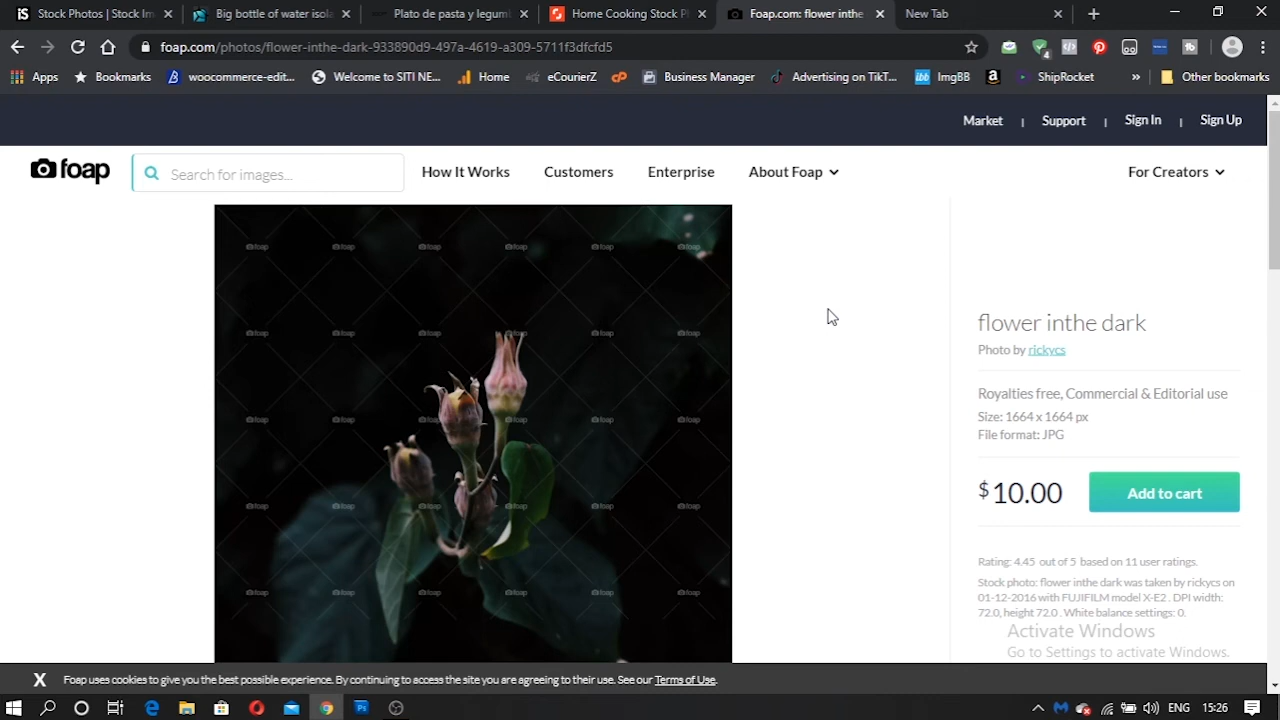 Stock Photos | Stock Im
Big bottle of water isola
Plato de pasta y legumb
Home Cooking Stock Pl
Foap.com: flower inthe
New Tab
foap.com/photos/flower-inthe-dark-933890d9-497a-4619-a309-5711f3dfcfd5
Apps
Bookmarks
woocommerce-edit...
Welcome to SITI NE...
Home
eCourierZ
Business Manager
Advertising on TikT...
ImgBB
ShipRocket
»
Other bookmarks
Market | Support | Sign In | Sign Up
foap
Search for images...
How It Works
Customers
Enterprise
About Foap
For Creators
flower inthe dark
Photo by rickycs
Royalties free, Commercial & Editorial use
Size: 1664 x 1664 px
File format: JPG
$10.00
Add to cart
Rating: 4.45 out of 5 based on 11 user ratings.
Stock photo: flower inthe dark was taken by rickycs on
01-12-2016 with FUJIFILM model X-E2 . DPI width:
72.0, height 72.0 . White balance settings: 0.
Activate Windows
Go to Settings to activate Windows.
X Foap uses cookies to give you the best possible experience. By continuing to access the site you are agreeing to their use. See our Terms of Use.
ENG
15:26